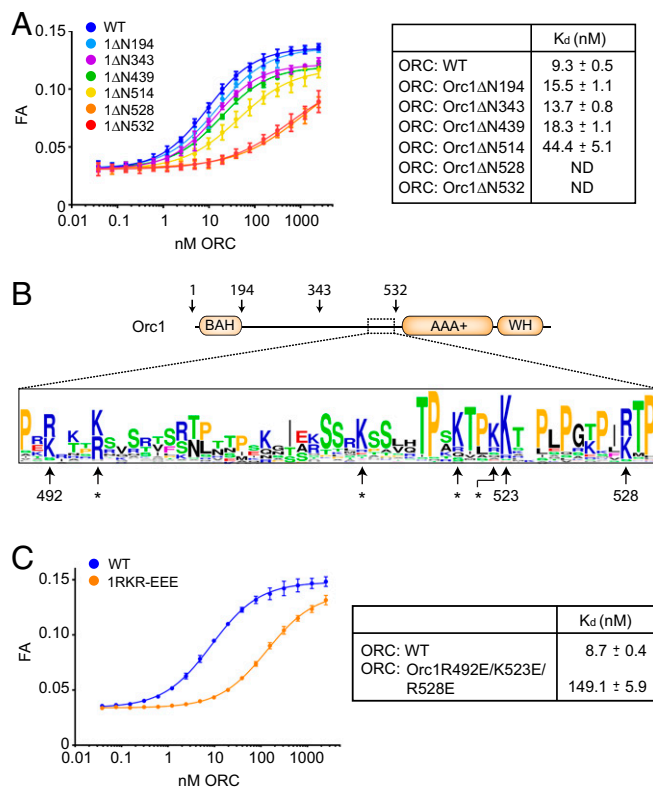 A
0.15
0.10
0.05
0
FA
WT
1ΔN194
1ΔN343
1ΔN439
1ΔN514
1ΔN528
1ΔN532
0.01 0.1 1 10 100 1000
nM ORC
Kd (nM)
ORC: WT 9.3 ± 0.5
ORC: Orc1ΔN194 15.5 ± 1.1
ORC: Orc1ΔN343 13.7 ± 0.8
ORC: Orc1ΔN439 18.3 ± 1.1
ORC: Orc1ΔN514 44.4 ± 5.1
ORC: Orc1ΔN528 ND
ORC: Orc1ΔN532 ND
B
1 194 343 532
Orc1 BAH AAA+ WH
492 * * * * 523 528
C
WT
1RKR-EEE
0.15
0.10
0.05
0
FA
0.01 0.1 1 10 100 1000
nM ORC
Kd (nM)
ORC: WT 8.7 ± 0.4
ORC: Orc1R492E/K523E/
R528E 149.1 ± 5.9